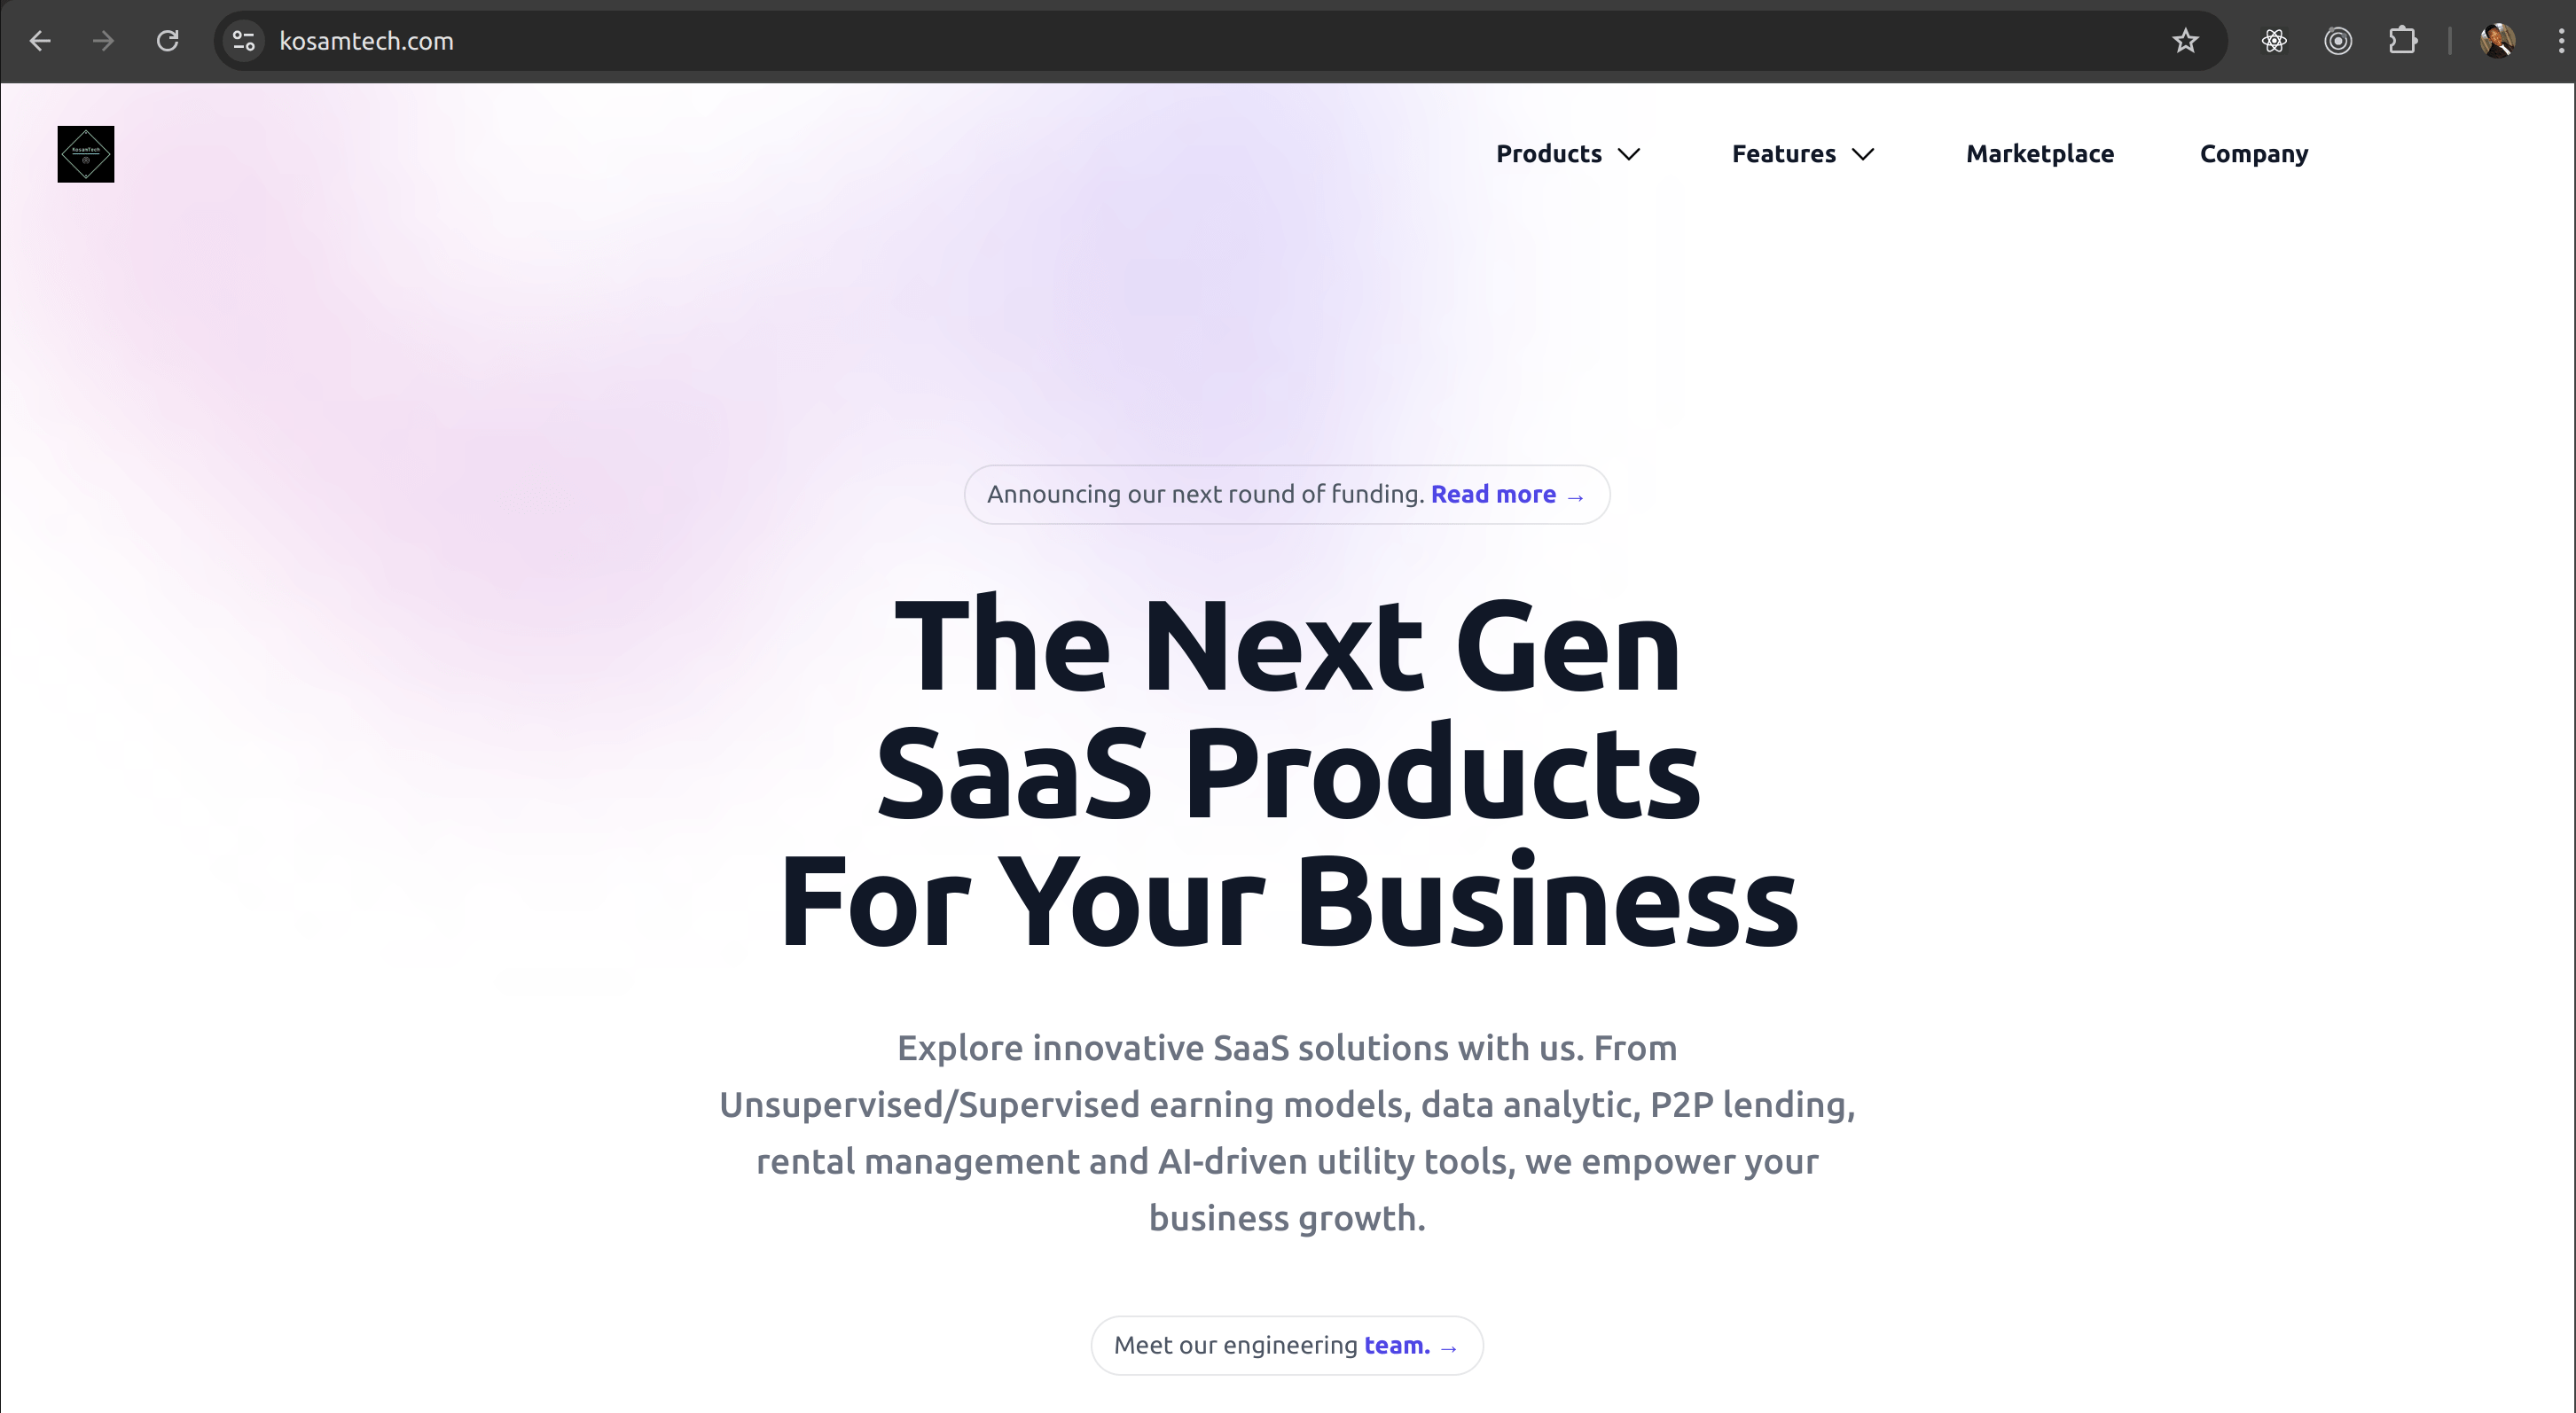 kosamtech.com
KosamTech
Products Features Marketplace Company
Announcing our next round of funding. Read more →
The Next Gen
SaaS Products
For Your Business
Explore innovative SaaS solutions with us. From
Unsupervised/Supervised earning models, data analytic, P2P lending,
rental management and AI-driven utility tools, we empower your
business growth.
Meet our engineering team. →